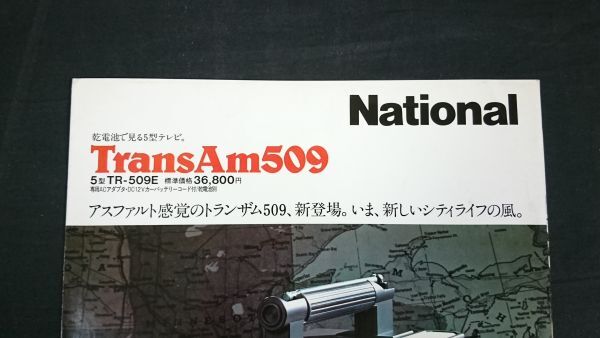 National
乾電池で見る5型テレビ。
TransAm509
5型 TR-509E 標準価格36,800円
専用ACアダプタ・DC12Vカーバッテリーコード付/乾電池別
アスファルト感覚のトランザム509、新登場。いま、新しいシティライフの風。